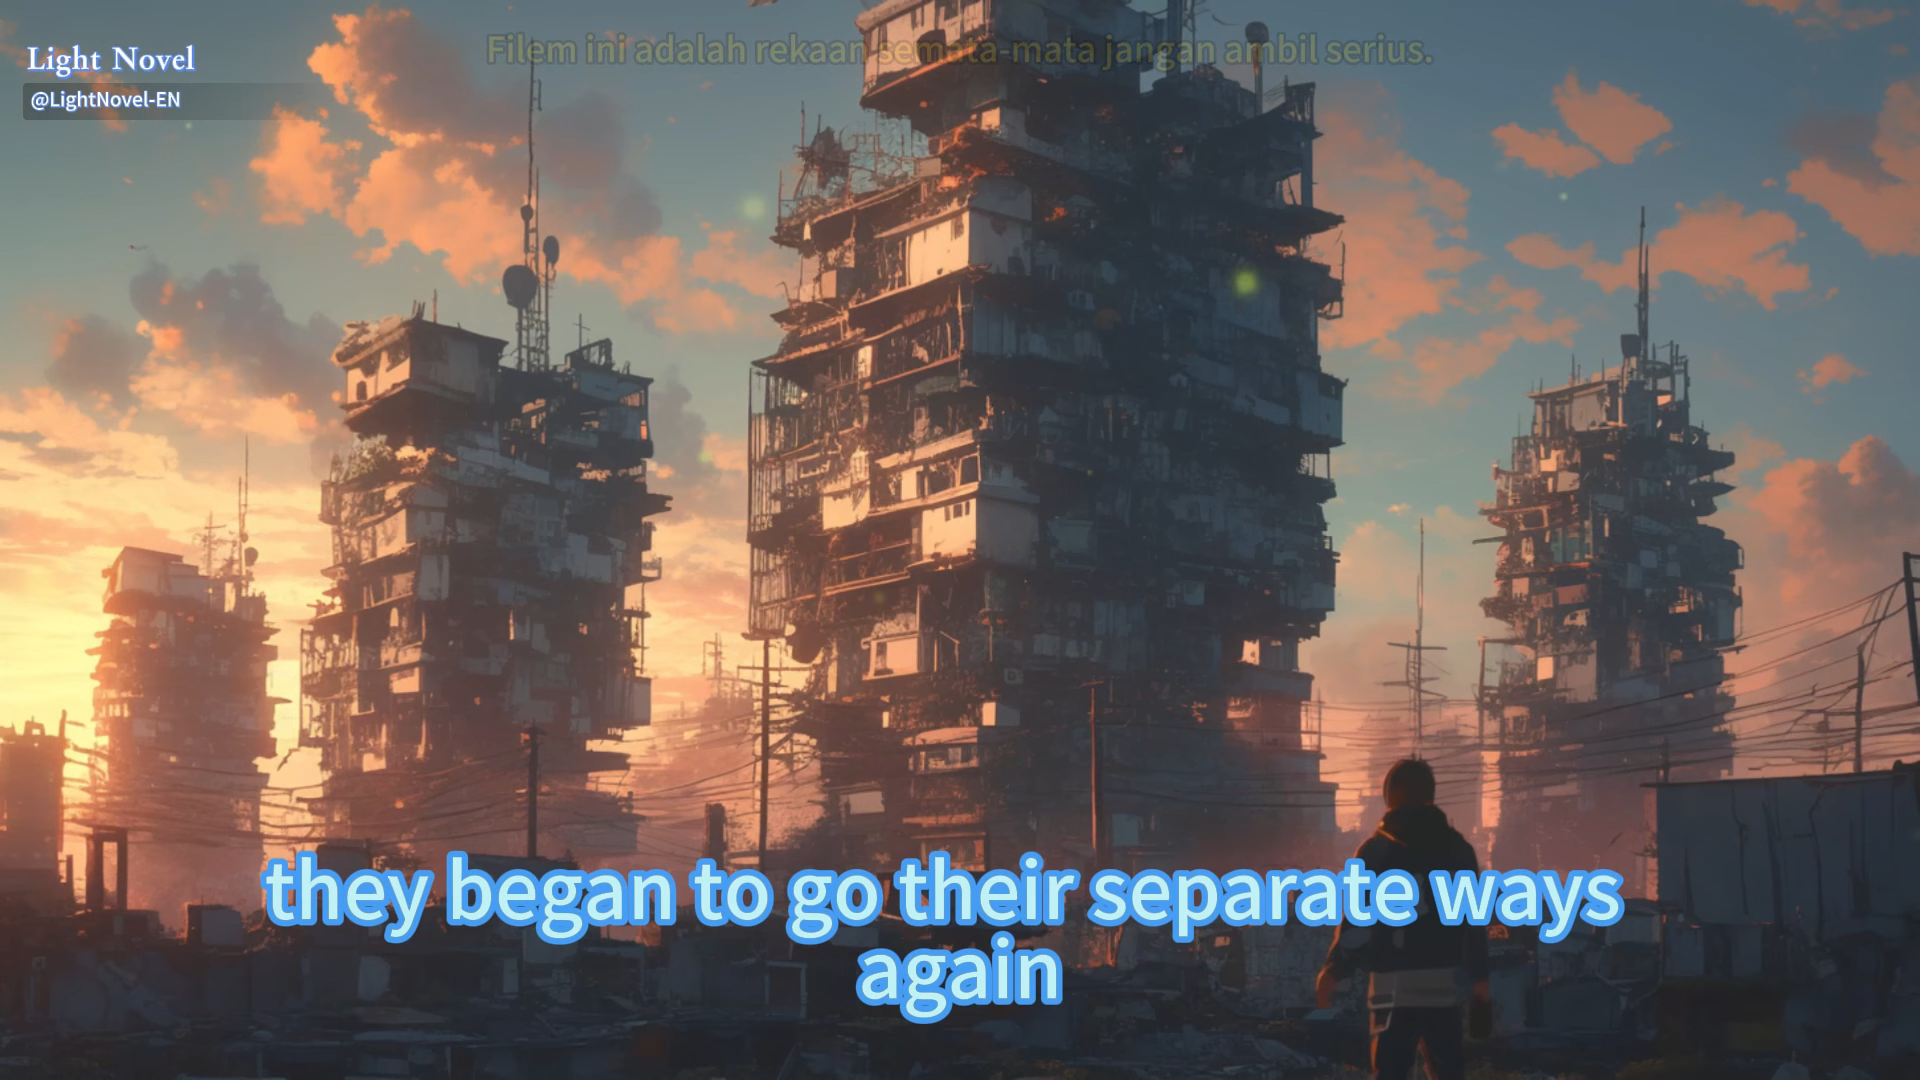 Light Novel
@LightNovel-EN
Filem ini adalah rekaan semata-mata jangan ambil serius.
they began to go their separate ways
again